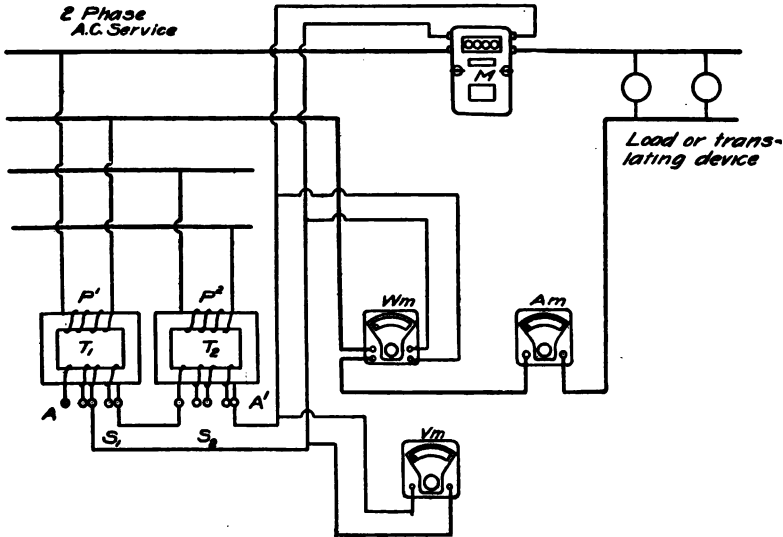 2 Phase
A.C. Service
M
Load or trans-
lating device
P'
P²
Wm
Am
T₁
T₂
A
A'
S₁
S₂
Vm